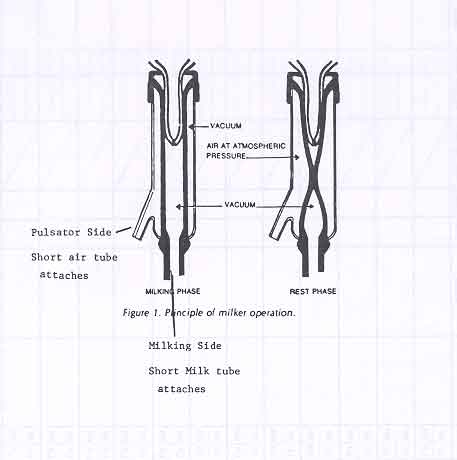 VACUUM
AIR AT ATMOSPHERIC
PRESSURE
VACUUM
Pulsator Side
Short air tube
attaches
MILKING PHASE
REST PHASE
Figure 1. Principle of milker operation.
Milking Side
Short Milk tube
attaches